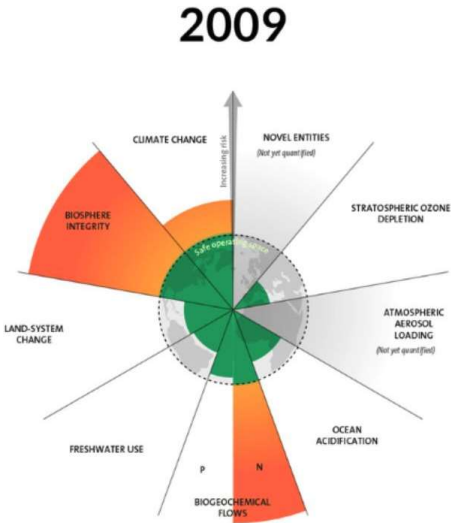 2009
CLIMATE CHANGE
NOVEL ENTITIES
(Not yet quantified)
Increasing risk
BIOSPHERE
INTEGRITY
STRATOSPHERIC OZONE
DEPLETION
Safe operating space
LAND-SYSTEM
CHANGE
ATMOSPHERIC
AEROSOL
LOADING
(Not yet quantified)
FRESHWATER USE
OCEAN
ACIDIFICATION
P
N
BIOGEOCHEMICAL
FLOWS